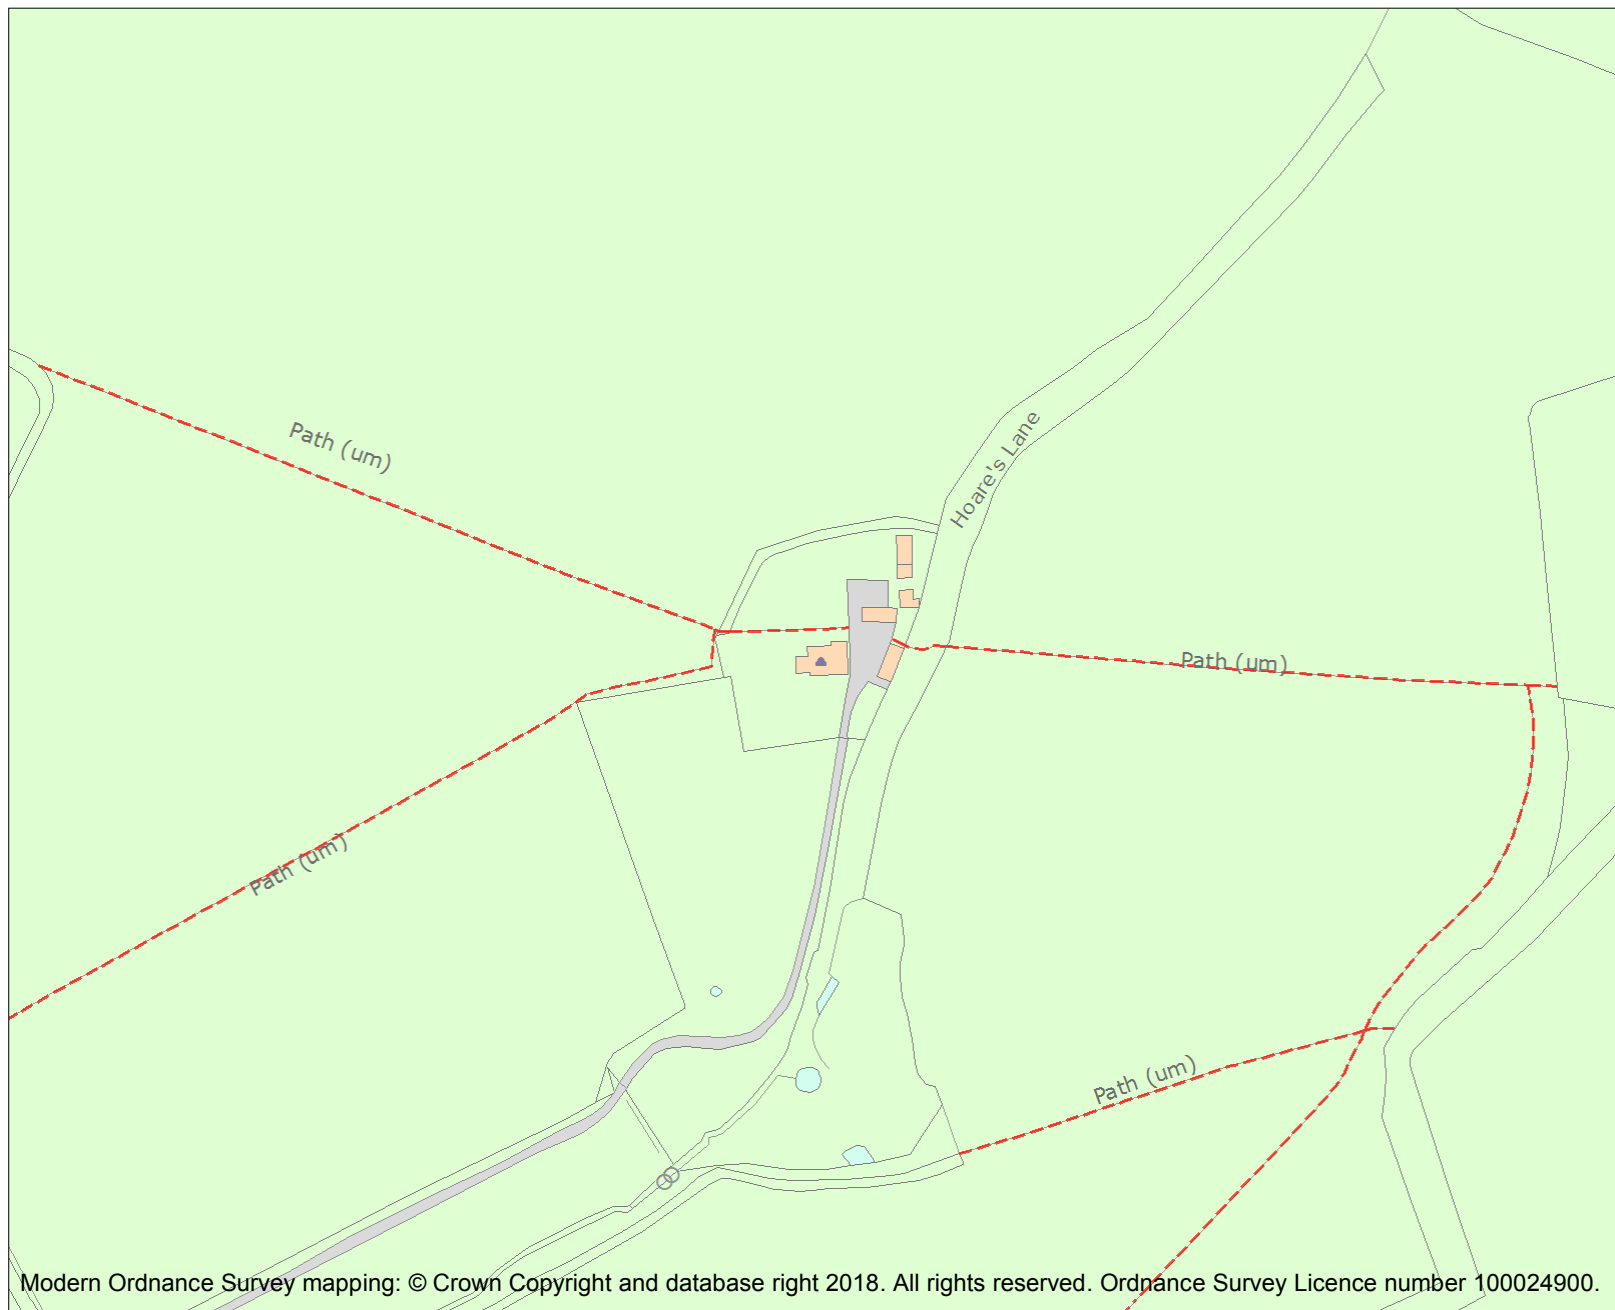 Path (um)
Hoare's Lane
Path (um)
Path (um)
Path (um)
Modern Ordnance Survey mapping: © Crown Copyright and database right 2018. All rights reserved. Ordnance Survey Licence number 100024900.